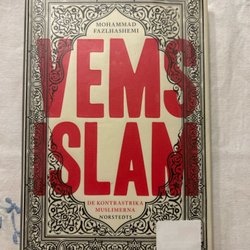 MOHAMMAD
FAZLHASHEMI
VEMS
ISLAM
DE KONTRASTRIKA
MUSLIMERNA
NORSTEDTS